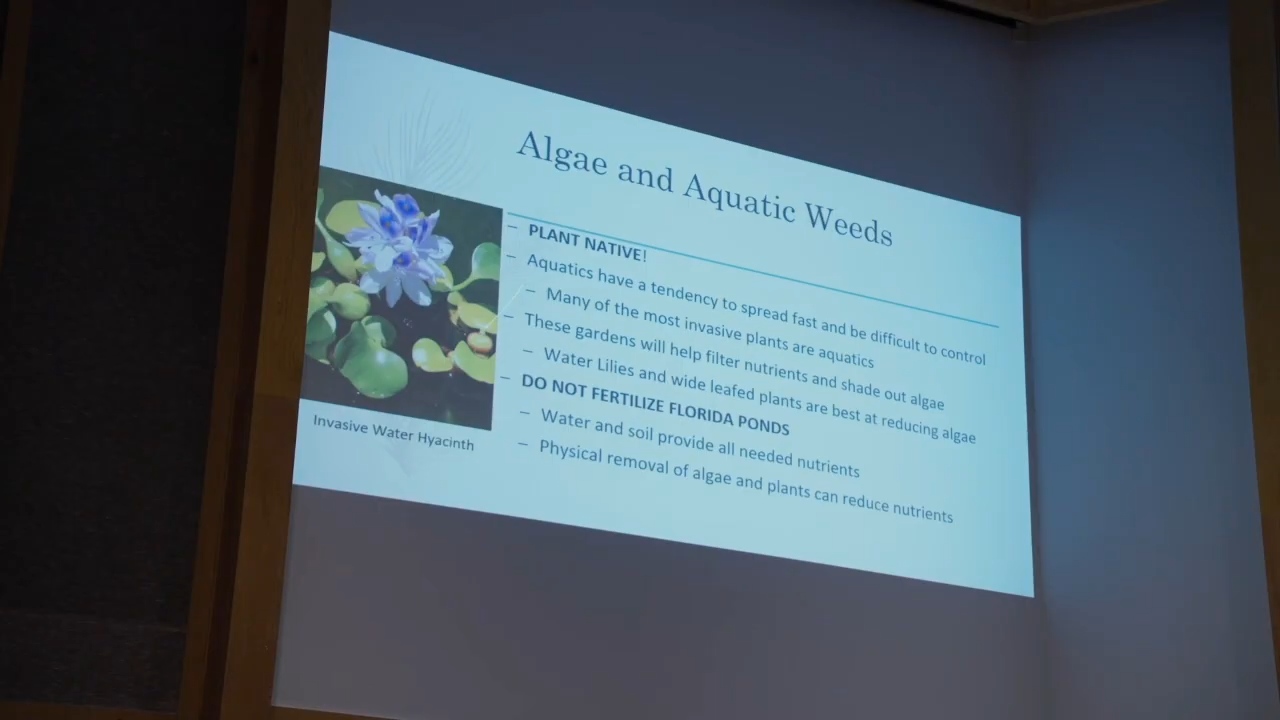 Algae and Aquatic Weeds
– PLANT NATIVE!
– Aquatics have a tendency to spread fast and be difficult to control
– Many of the most invasive plants are aquatics
– These gardens will help filter nutrients and shade out algae
– Water Lilies and wide leafed plants are best at reducing algae
– DO NOT FERTILIZE FLORIDA PONDS
– Water and soil provide all needed nutrients
– Physical removal of algae and plants can reduce nutrients
Invasive Water Hyacinth